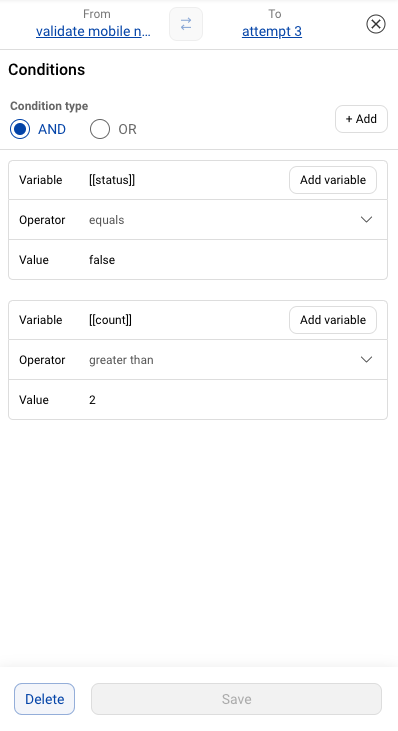 From
To
validate mobile n...
attempt 3
Conditions
Condition type
AND
OR
+ Add
Variable [[status]] Add variable
Operator equals
Value false
Variable [[count]] Add variable
Operator greater than
Value 2
Delete
Save